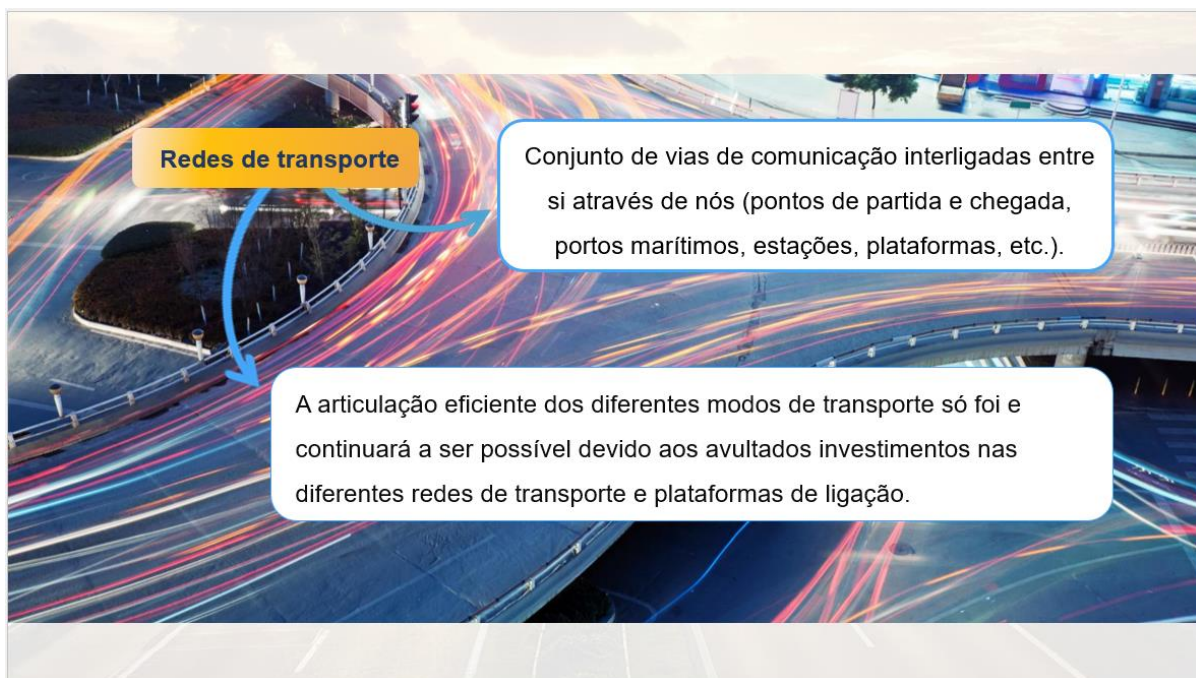 Redes de transporte
Conjunto de vias de comunicação interligadas entre
si através de nós (pontos de partida e chegada,
portos marítimos, estações, plataformas, etc.).
A articulação eficiente dos diferentes modos de transporte só foi e
continuará a ser possível devido aos avultados investimentos nas
diferentes redes de transporte e plataformas de ligação.